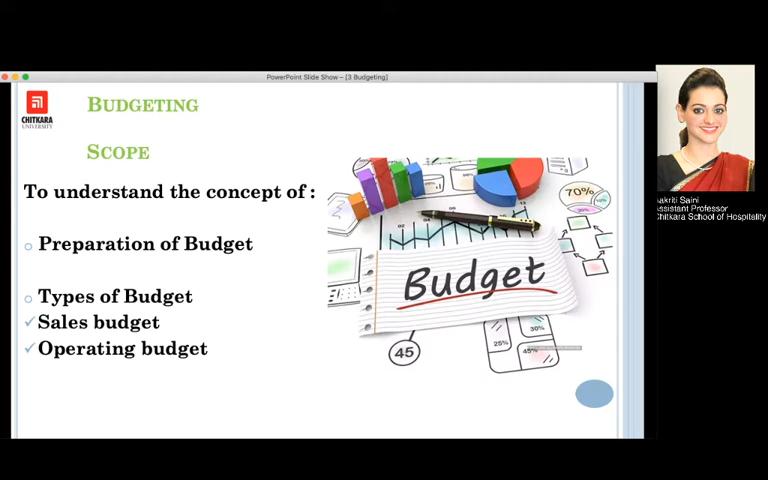 PowerPoint Slide Show – [3 Budgeting]
CHITKARA
UNIVERSITY
BUDGETING
SCOPE
To understand the concept of :
Preparation of Budget
Types of Budget
Sales budget
Operating budget
70%
Budget
45
25%
30%
45%
akriti Saini
Assistant Professor
Chitkara School of Hospitality